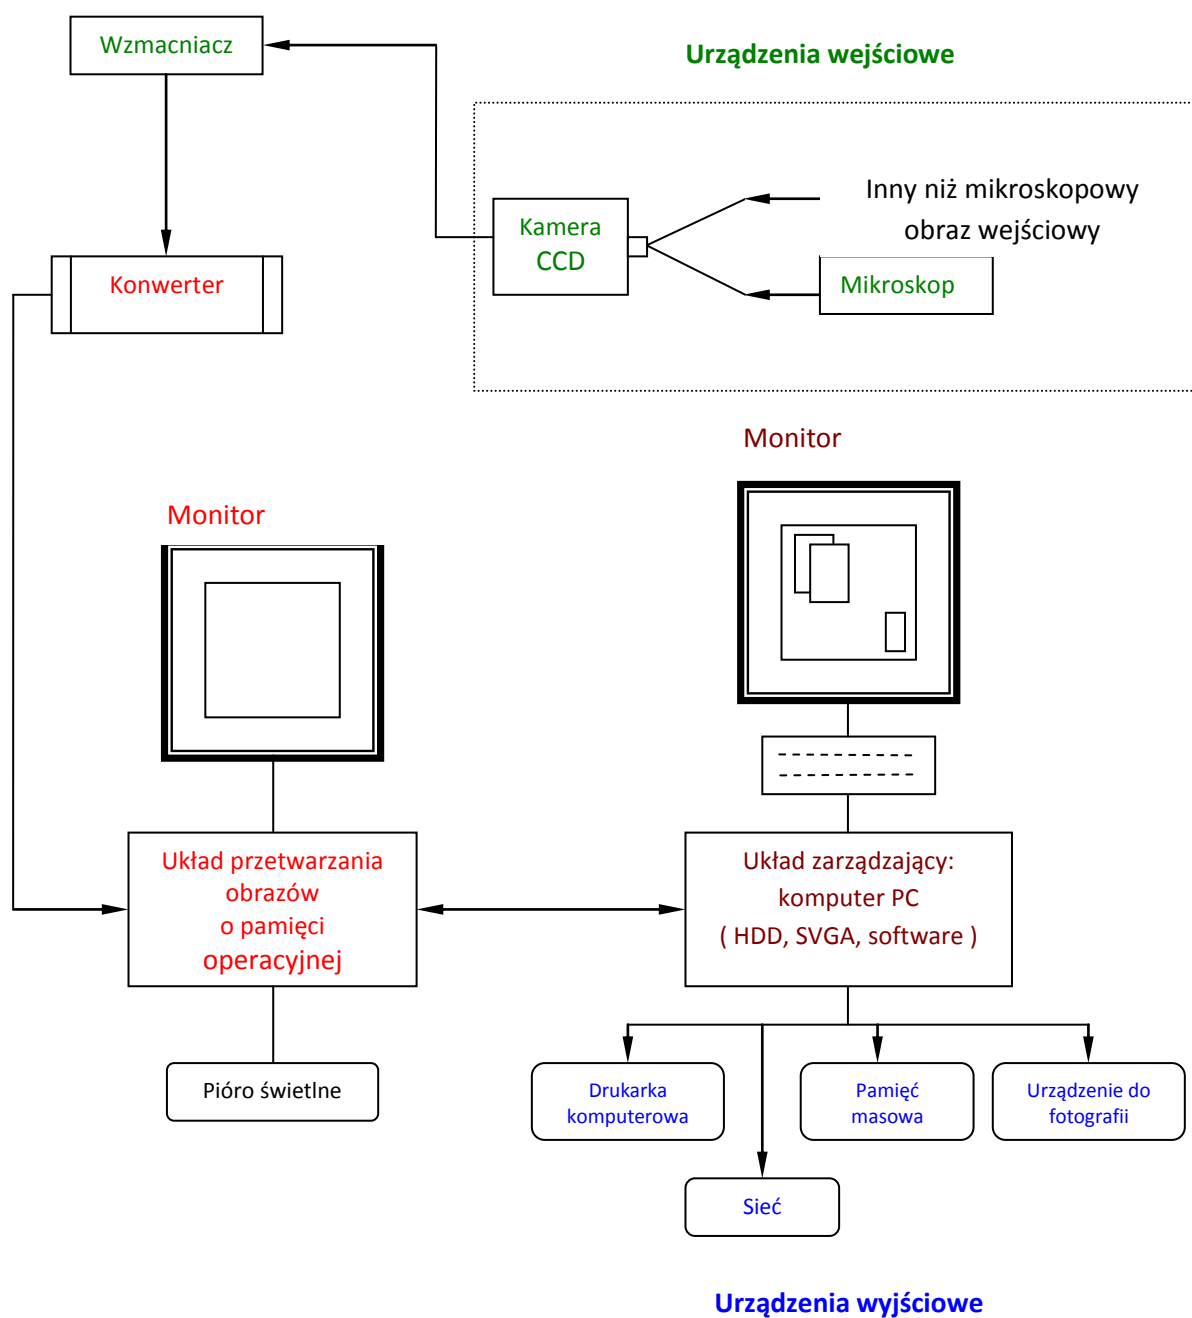 Wzmacniacz
Urządzenia wejściowe
Inny niż mikroskopowy
obraz wejściowy
Kamera
CCD
Mikroskop
Konwerter
Monitor
Monitor
Układ przetwarzania
obrazów
o pamięci
operacyjnej
Układ zarządzający:
komputer PC
( HDD, SVGA, software )
Pióro świetlne
Drukarka
komputerowa
Pamięć
masowa
Urządzenie do
fotografii
Sieć
Urządzenia wyjściowe